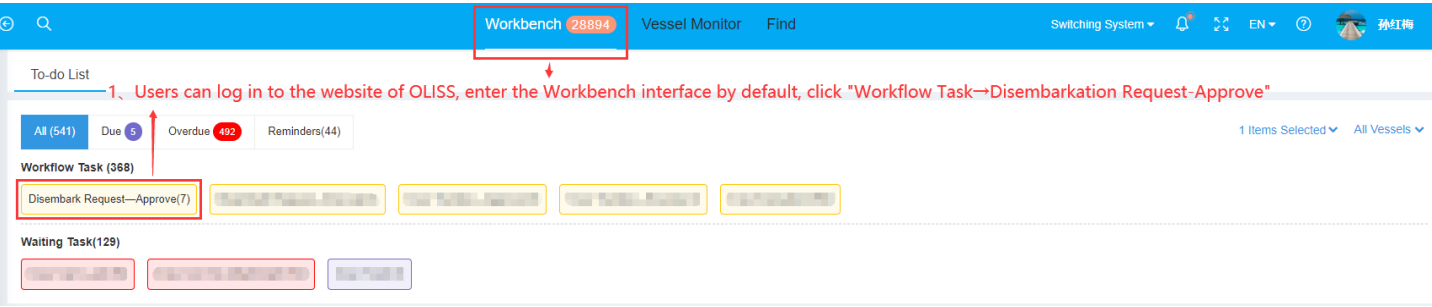 Workbench 28894 Vessel Monitor Find Switching System EN 孙红梅
To-do List
1、Users can log in to the website of OLISS, enter the Workbench interface by default, click "Workflow Task→Disembarkation Request-Approve"
All (541) Due 5 Overdue 492 Reminders(44) 1 Items Selected All Vessels
Workflow Task (368)
Disembark Request—Approve(7)
Waiting Task(129)